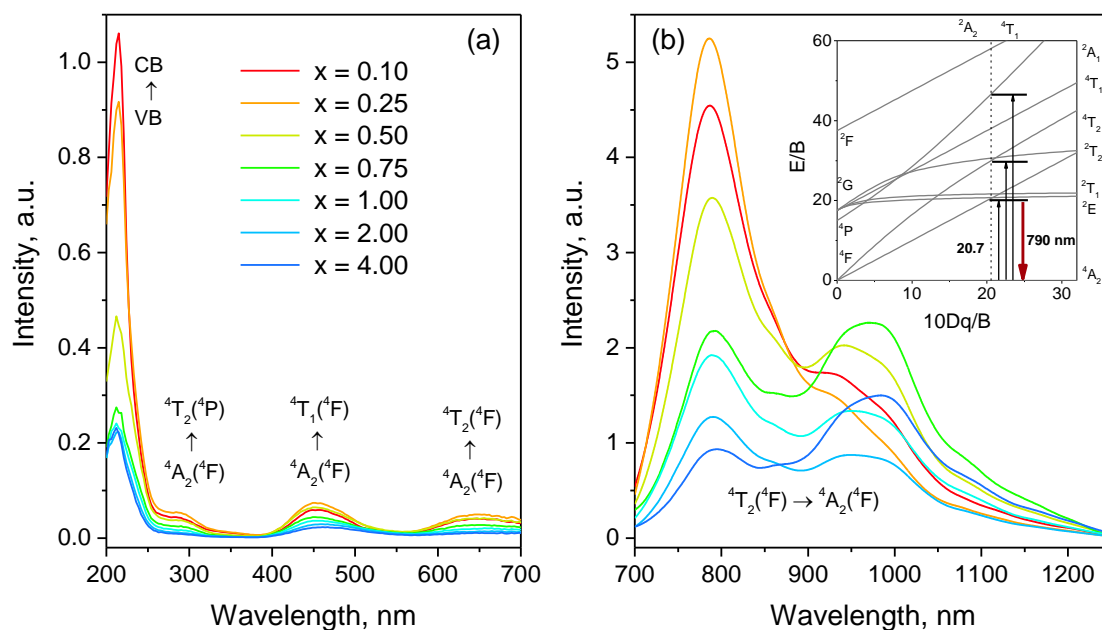 (a)
CB
↑
VB
x = 0.10
x = 0.25
x = 0.50
x = 0.75
x = 1.00
x = 2.00
x = 4.00
⁴T₂(⁴P)
↑
⁴A₂(⁴F)
⁴T₁(⁴F)
↑
⁴A₂(⁴F)
⁴T₂(⁴F)
↑
⁴A₂(⁴F)
Intensity, a.u.
1.0
0.8
0.6
0.4
0.2
0.0
200 300 400 500 600 700
Wavelength, nm
(b)
Intensity, a.u.
5
4
3
2
1
0
⁴T₂(⁴F) → ⁴A₂(⁴F)
700 800 900 1000 1100 1200
Wavelength, nm
²A₂ ⁴T₁
E/B
60
40
20
0
²F
²G
⁴P
⁴F
²A₁
⁴T₁
⁴T₂
²T₂
²T₁
²E
⁴A₂
20.7
790 nm
0 10 20 30
10Dq/B